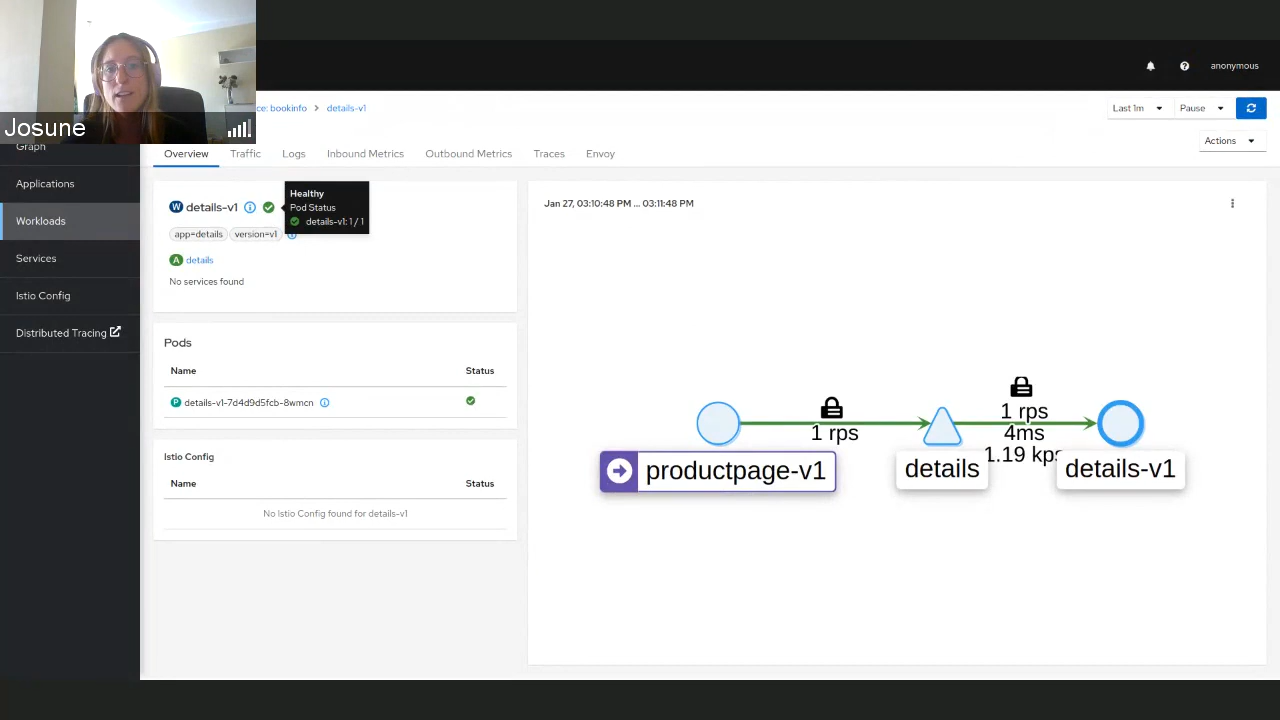 Josune
anonymous
ce: bookinfo
details-v1
Last 1m
Pause
Actions
Graph
Applications
Workloads
Services
Istio Config
Distributed Tracing
Overview
Traffic
Logs
Inbound Metrics
Outbound Metrics
Traces
Envoy
W details-v1
Healthy
Pod Status
details-v1: 1 / 1
app=details
version=v1
A details
No services found
Pods
Name
Status
P details-v1-7d4d9d5fcb-8wmcn
Istio Config
Name
Status
No Istio Config found for details-v1
Jan 27, 03:10:48 PM ... 03:11:48 PM
1 rps
1 rps
4ms
1.19 kps
productpage-v1
details
details-v1